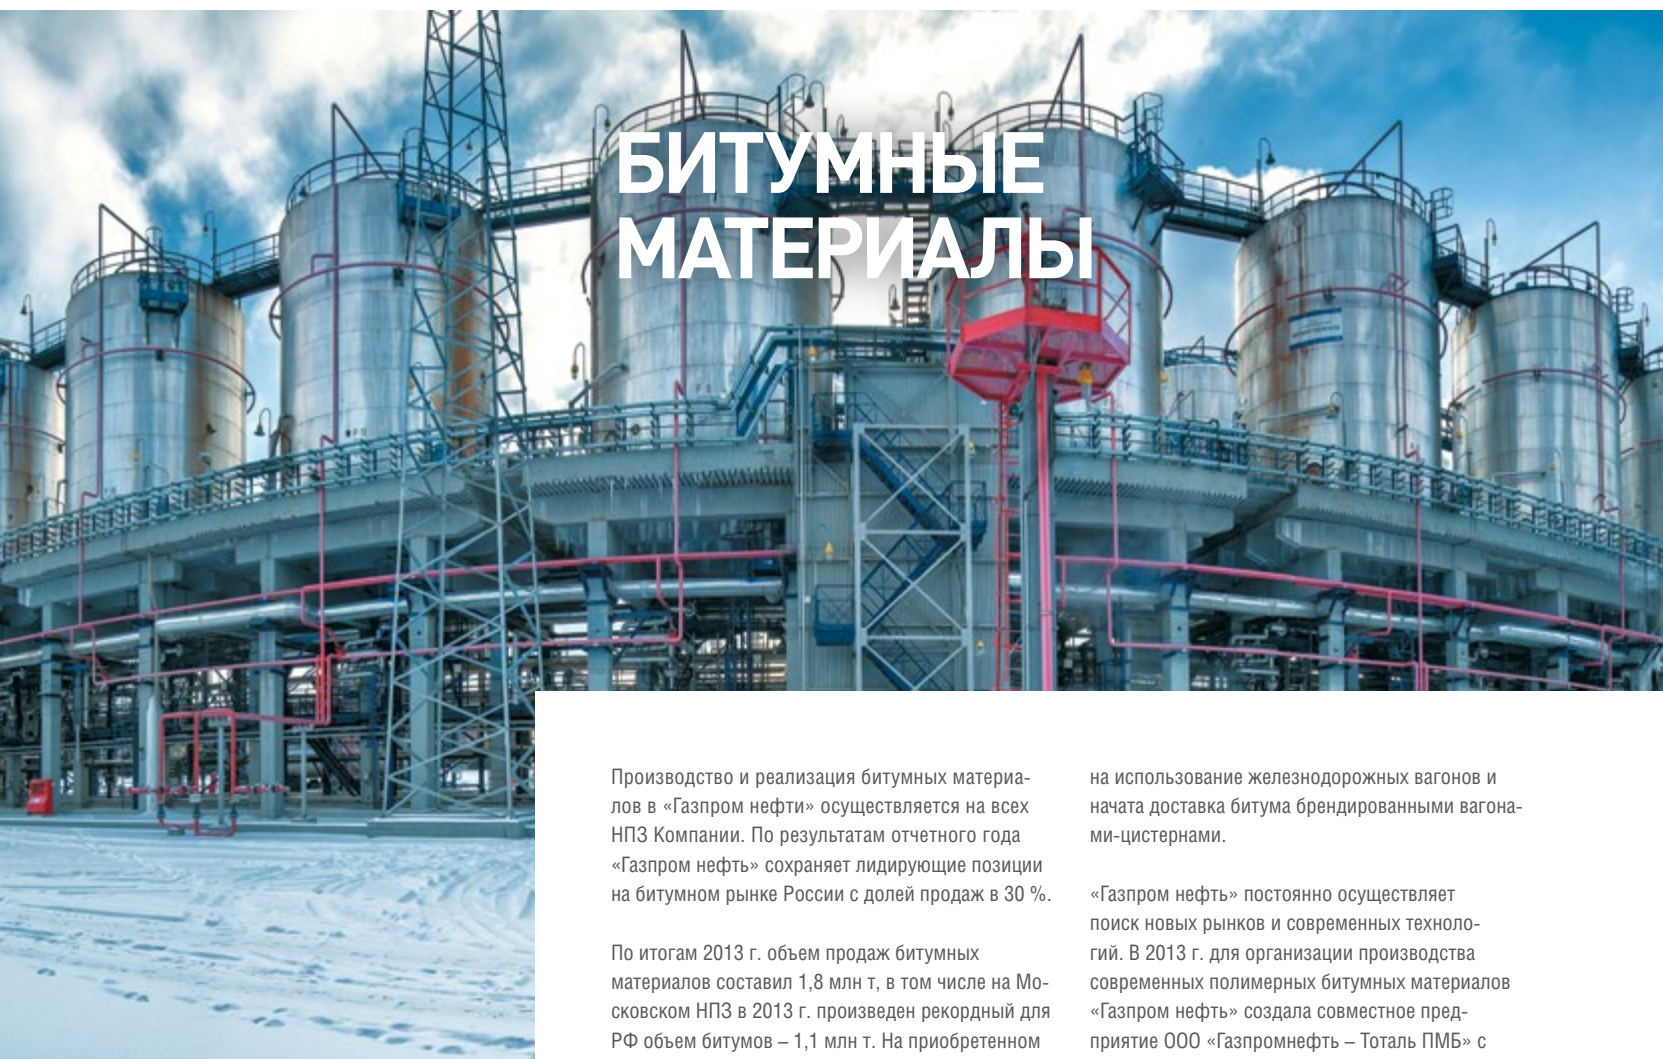 БИТУМНЫЕ
МАТЕРИАЛЫ
Производство и реализация битумных материа-
лов в «Газпром нефти» осуществляется на всех
НПЗ Компании. По результатам отчетного года
«Газпром нефть» сохраняет лидирующие позиции
на битумном рынке России с долей продаж в 30 %.
По итогам 2013 г. объем продаж битумных
материалов составил 1,8 млн т, в том числе на Мо-
сковском НПЗ в 2013 г. произведен рекордный для
РФ объем битумов – 1,1 млн т. На приобретенном
на использование железнодорожных вагонов и
начата доставка битума брендированными вагона-
ми-цистернами.
«Газпром нефть» постоянно осуществляет
поиск новых рынков и современных техноло-
гий. В 2013 г. для организации производства
современных полимерных битумных материалов
«Газпром нефть» создала совместное пред-
приятие ООО «Газпромнефть – Тоталь ПМБ» с